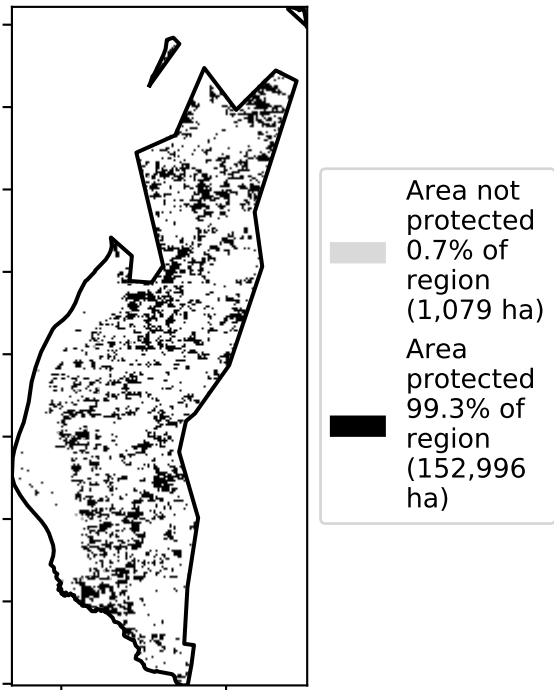 Area not
protected
0.7% of
region
(1,079 ha)
Area
protected
99.3% of
region
(152,996
ha)